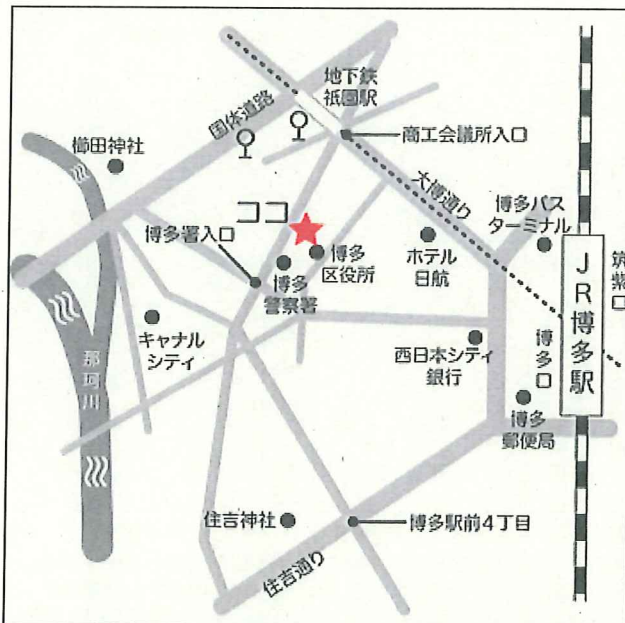 地下鉄
祇園駅
国体道路
商工会議所入口
櫛田神社
大博通り
博多バス
ターミナル
ココ
博多署入口
博多
区役所
博多
警察署
ホテル
日航
筑紫口
JR博多駅
博多口
キャナル
シティ
西日本シティ
銀行
那珂川
博多
郵便局
住吉神社
博多駅前4丁目
住吉通り